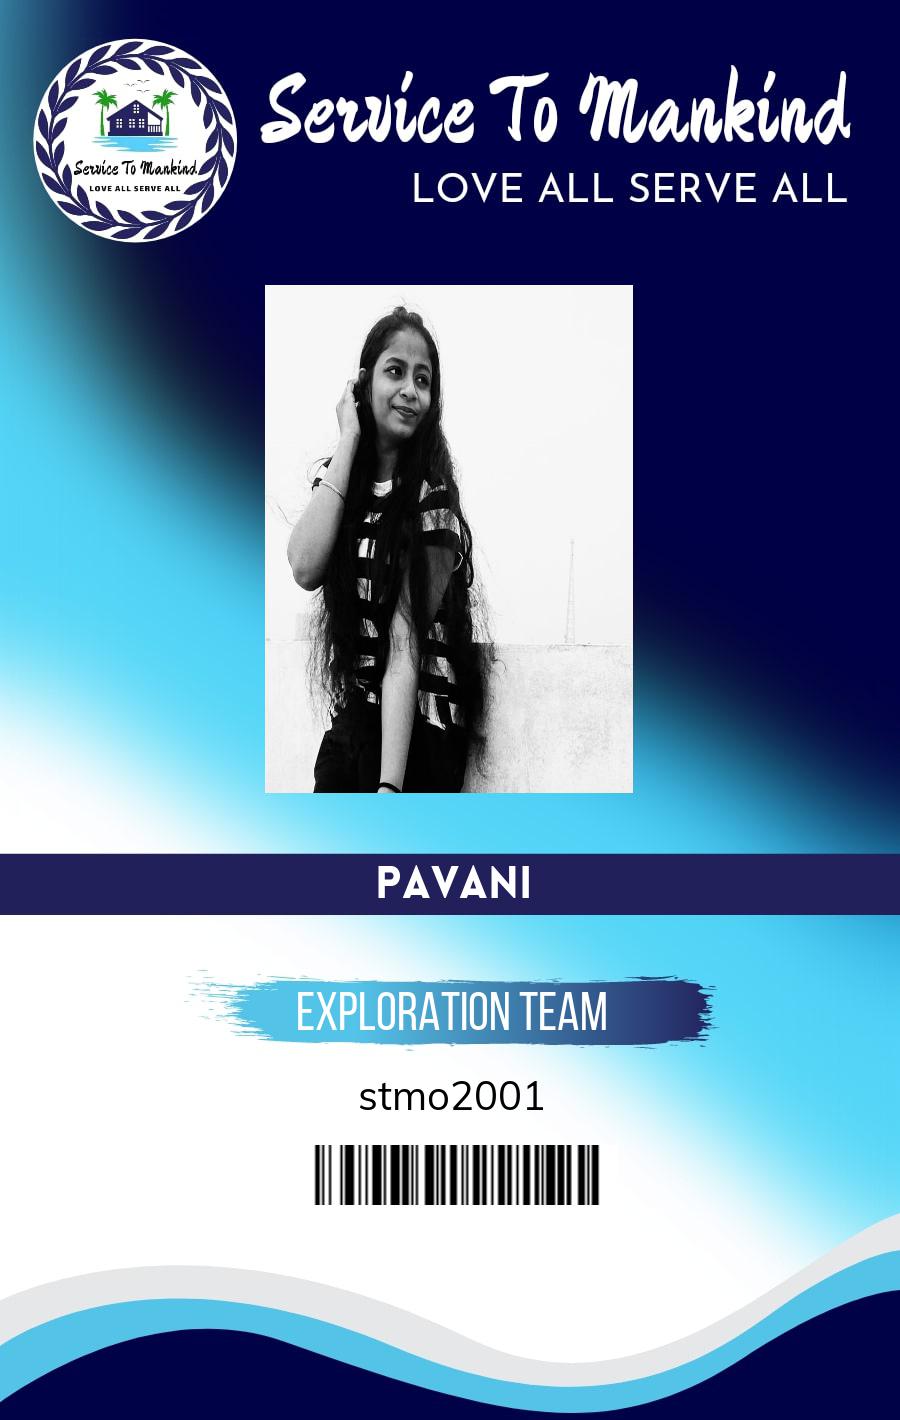 Service To Mankind
LOVE ALL SERVE ALL
Service To Mankind
LOVE ALL SERVE ALL
PAVANI
EXPLORATION TEAM
stmo2001